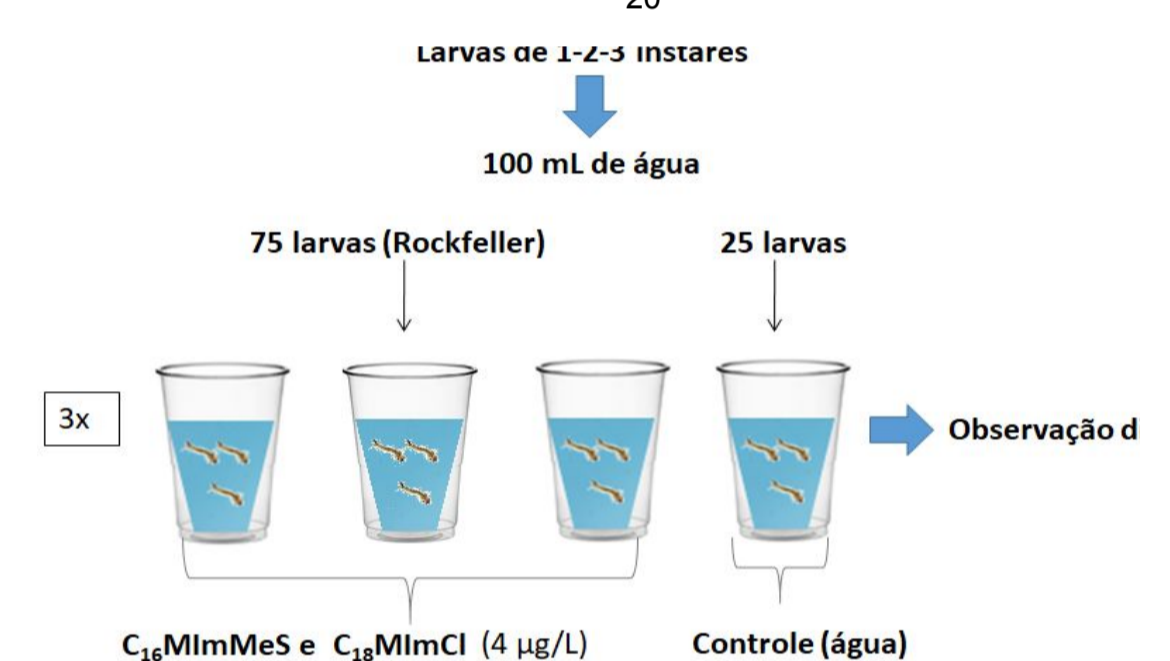 20
Larvas de 1-2-3 instares
100 mL de água
75 larvas (Rockfeller) 25 larvas
3x
Observação d
C₁₆MImMeS e C₁₈MImCl (4 µg/L) Controle (água)